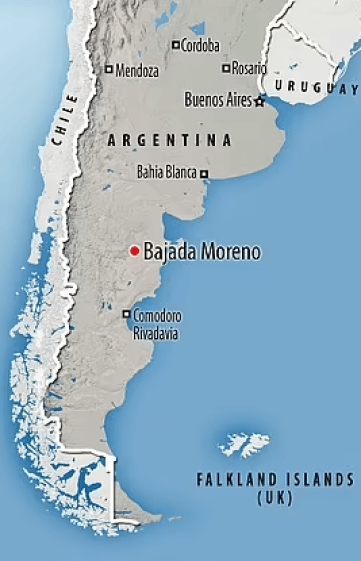 Cordoba
Mendoza
Rosario
URUGUAY
Buenos Aires
CHILE
ARGENTINA
Bahia Blanca
Bajada Moreno
Comodoro
Rivadavia
FALKLAND ISLANDS
(UK)